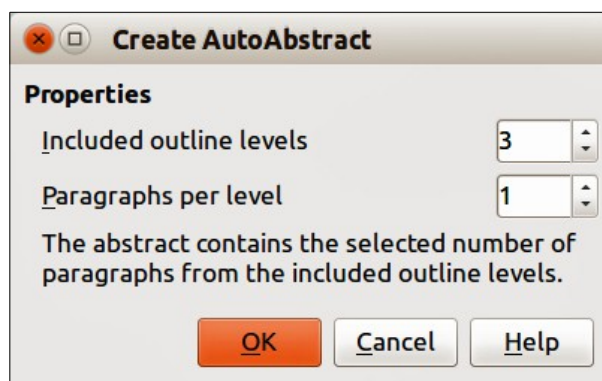 Create AutoAbstract
Properties
Included outline levels 3
Paragraphs per level 1
The abstract contains the selected number of
paragraphs from the included outline levels.
OK Cancel Help